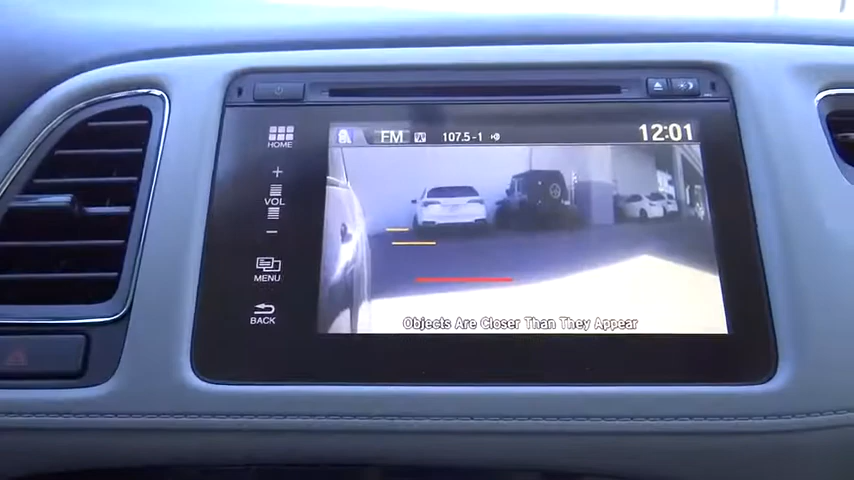 FM 107.5-1 12:01
HOME
+
VOL
-
MENU
BACK
Objects Are Closer Than They Appear